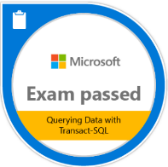 Microsoft
Exam passed
Querying Data with
Transact-SQL